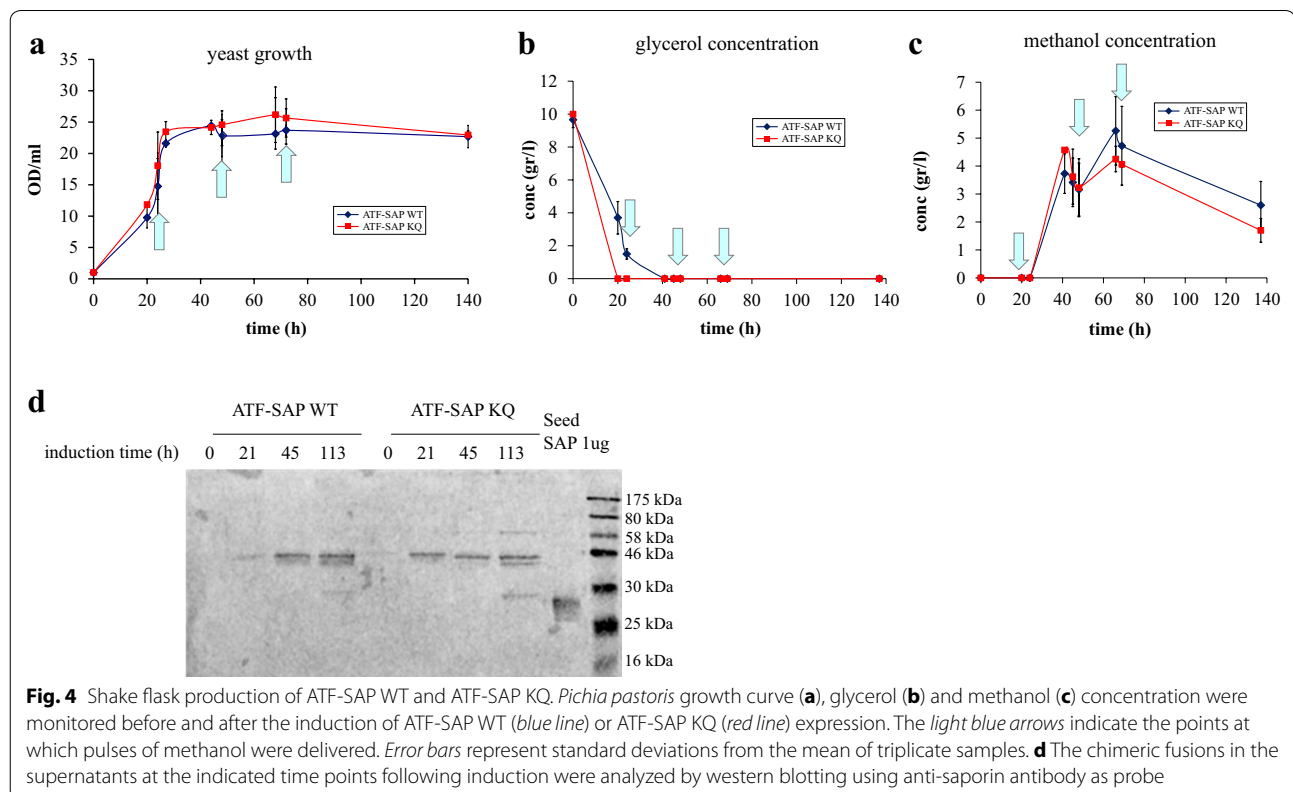 a
yeast growth
35
30
25
20
15
10
5
0
OD/ml
ATF-SAP WT
ATF-SAP KQ
0 20 40 60 80 100 120 140
time (h)
b
glycerol concentration
12
10
8
6
4
2
0
conc (gr/l)
ATF-SAP WT
ATF-SAP KQ
0 20 40 60 80 100 120 140
time (h)
c
methanol concentration
7
6
5
4
3
2
1
0
conc (gr/l)
ATF-SAP WT
ATF-SAP KQ
0 20 40 60 80 100 120 140
time (h)
d
ATF-SAP WT ATF-SAP KQ Seed
SAP 1ug
induction time (h) 0 21 45 113 0 21 45 113
175 kDa
80 kDa
58 kDa
46 kDa
30 kDa
25 kDa
16 kDa
Fig. 4 Shake flask production of ATF-SAP WT and ATF-SAP KQ. Pichia pastoris growth curve (a), glycerol (b) and methanol (c) concentration were
monitored before and after the induction of ATF-SAP WT (blue line) or ATF-SAP KQ (red line) expression. The light blue arrows indicate the points at
which pulses of methanol were delivered. Error bars represent standard deviations from the mean of triplicate samples. d The chimeric fusions in the
supernatants at the indicated time points following induction were analyzed by western blotting using anti-saporin antibody as probe